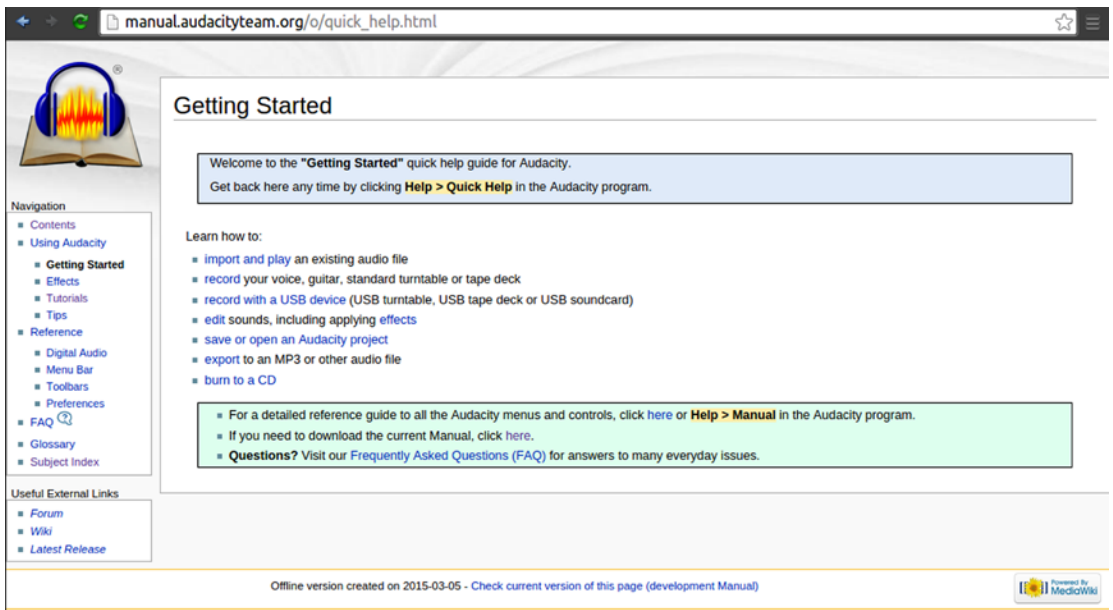 manual.audacityteam.org/o/quick_help.html
®
Navigation
Contents
Using Audacity
Getting Started
Effects
Tutorials
Tips
Reference
Digital Audio
Menu Bar
Toolbars
Preferences
FAQ ?
Glossary
Subject Index
Useful External Links
Forum
Wiki
Latest Release
Getting Started
Welcome to the "Getting Started" quick help guide for Audacity.
Get back here any time by clicking Help > Quick Help in the Audacity program.
Learn how to:
import and play an existing audio file
record your voice, guitar, standard turntable or tape deck
record with a USB device (USB turntable, USB tape deck or USB soundcard)
edit sounds, including applying effects
save or open an Audacity project
export to an MP3 or other audio file
burn to a CD
For a detailed reference guide to all the Audacity menus and controls, click here or Help > Manual in the Audacity program.
If you need to download the current Manual, click here.
Questions? Visit our Frequently Asked Questions (FAQ) for answers to many everyday issues.
Offline version created on 2015-03-05 - Check current version of this page (development Manual)
Powered By
MediaWiki